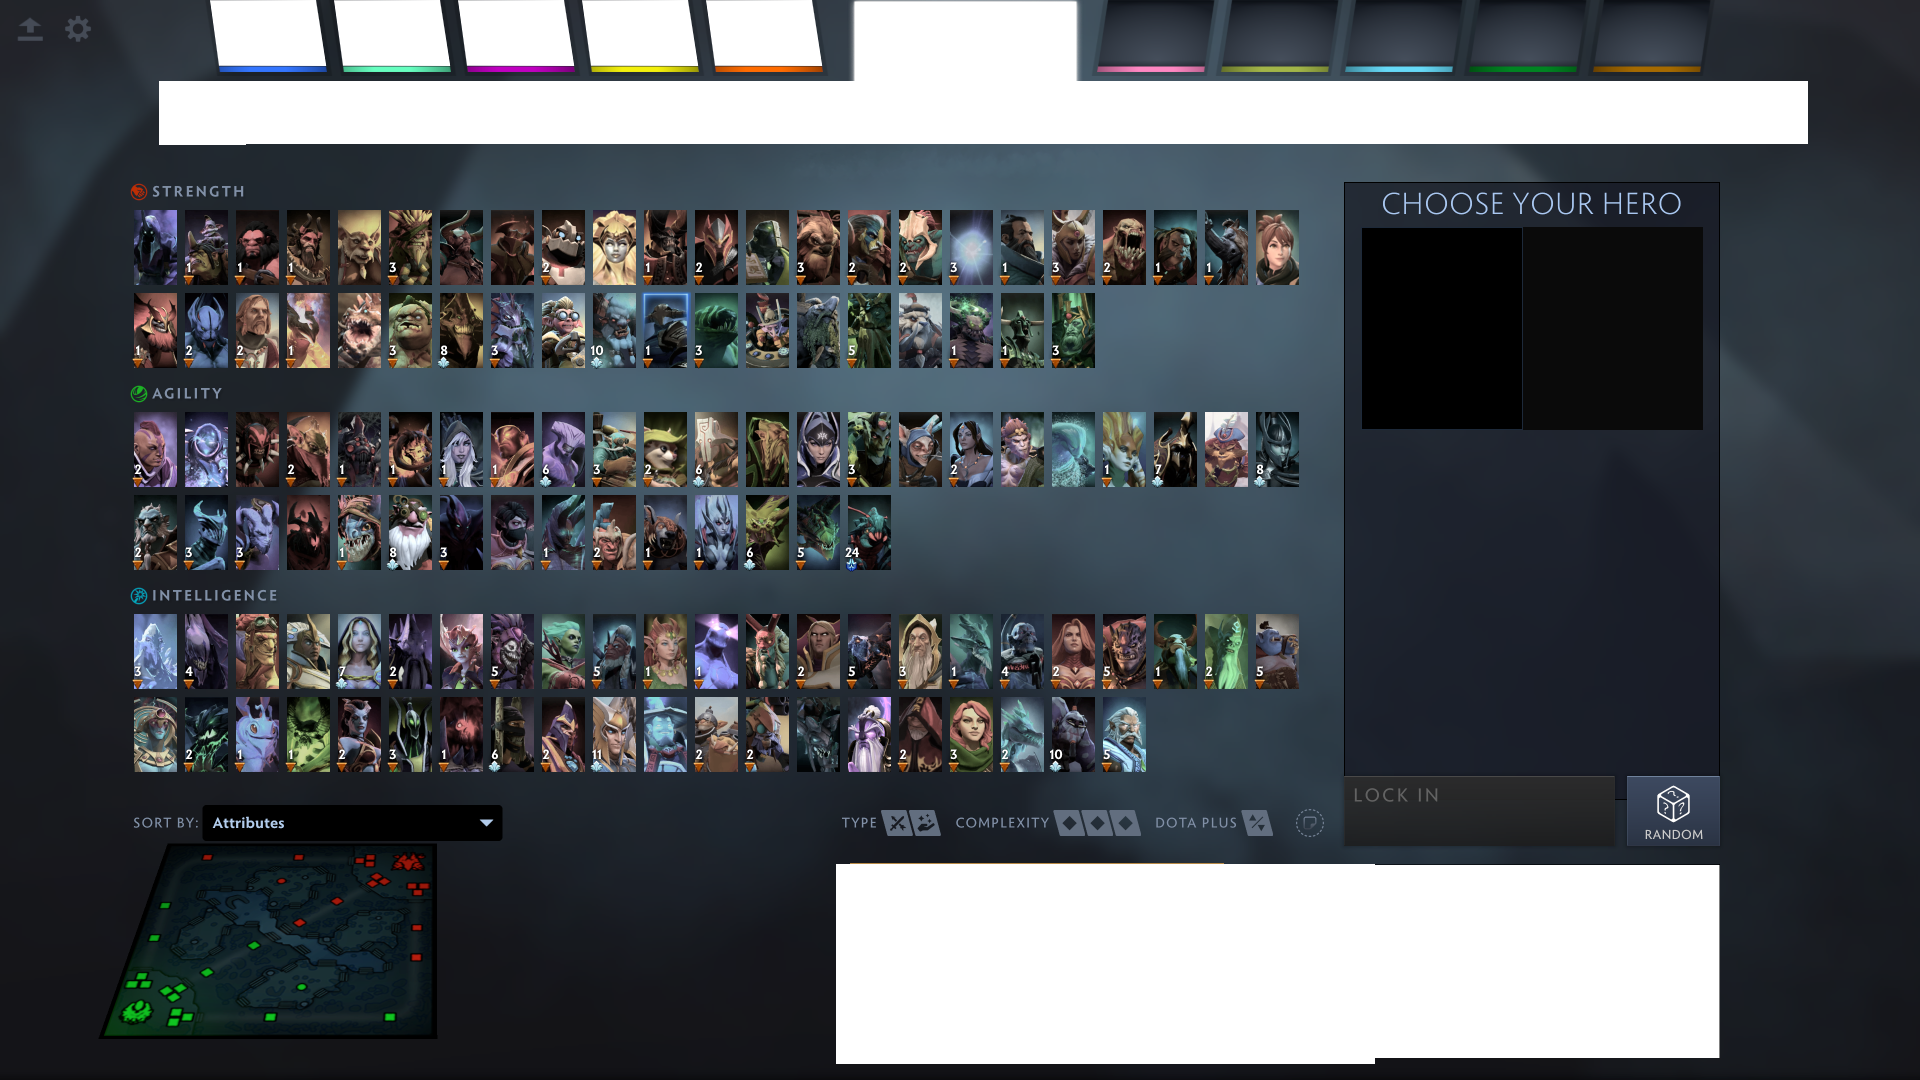 STRENGTH
CHOOSE YOUR HERO
1 1 1 3 2 1 2 3 2 2 3 1 3 2 1 1
1 2 2 1 3 8 3 10 1 3 5 1 1 3
AGILITY
2 2 1 1 1 1 6 3 2 6 3 2 1 7 8
2 3 3 1 8 3 1 2 1 1 6 5 24
INTELLIGENCE
3 4 7 2 5 5 1 1 2 5 3 1 4 2 5 1 2 5
2 1 1 2 3 1 6 2 11 2 2 2 3 2 10 5
LOCK IN
SORT BY: Attributes
TYPE COMPLEXITY DOTA PLUS
RANDOM